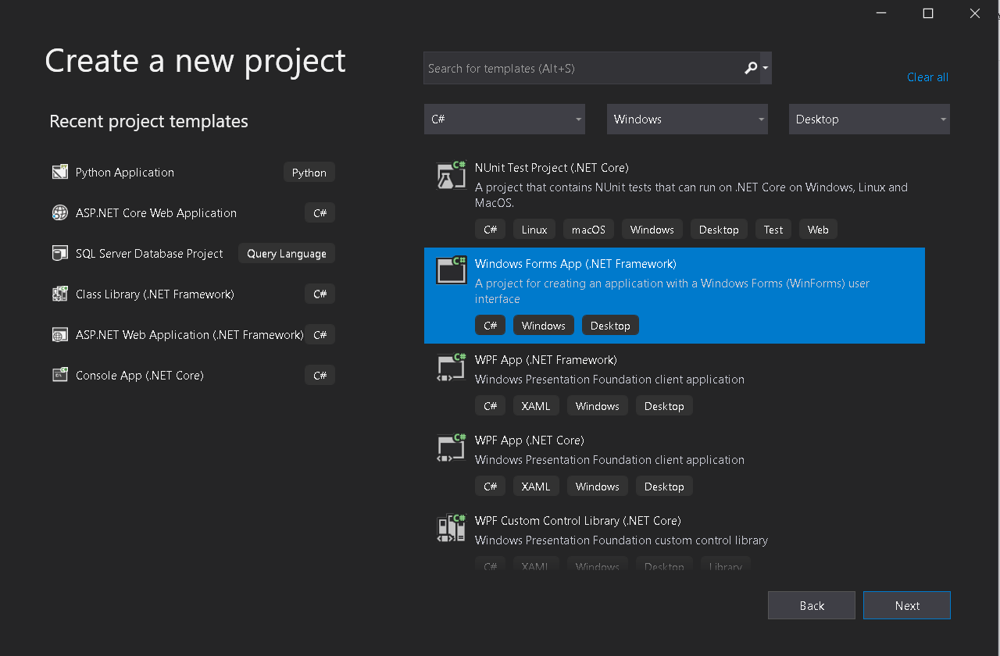 Create a new project
Search for templates (Alt+S)
Clear all
Recent project templates
C#
Windows
Desktop
Python Application
Python
ASP.NET Core Web Application
C#
SQL Server Database Project
Query Language
Class Library (.NET Framework)
C#
ASP.NET Web Application (.NET Framework)
C#
Console App (.NET Core)
C#
C#
NUnit Test Project (.NET Core)
A project that contains NUnit tests that can run on .NET Core on Windows, Linux and
MacOS.
C# Linux macOS Windows Desktop Test Web
C#
Windows Forms App (.NET Framework)
A project for creating an application with a Windows Forms (WinForms) user
interface
C# Windows Desktop
C#
WPF App (.NET Framework)
Windows Presentation Foundation client application
C# XAML Windows Desktop
C#
WPF App (.NET Core)
Windows Presentation Foundation client application
C# XAML Windows Desktop
C#
WPF Custom Control Library (.NET Core)
Windows Presentation Foundation custom control library
C# XAML Windows Desktop Library
Back
Next